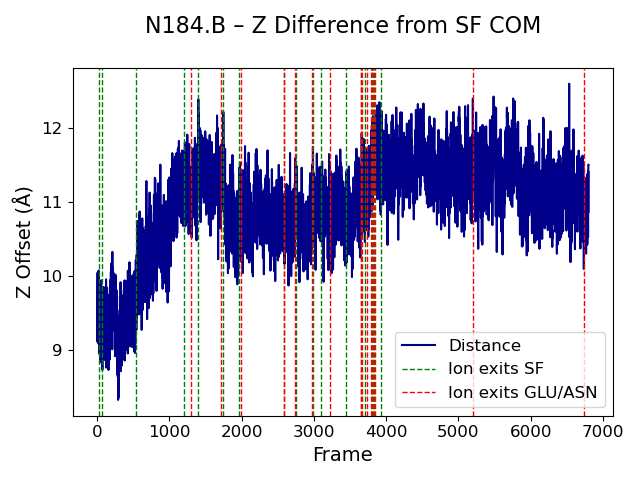 N184.B – Z Difference from SF COM
Z Offset (Å)
12
11
10
9
Distance
Ion exits SF
Ion exits GLU/ASN
0 1000 2000 3000 4000 5000 6000 7000
Frame